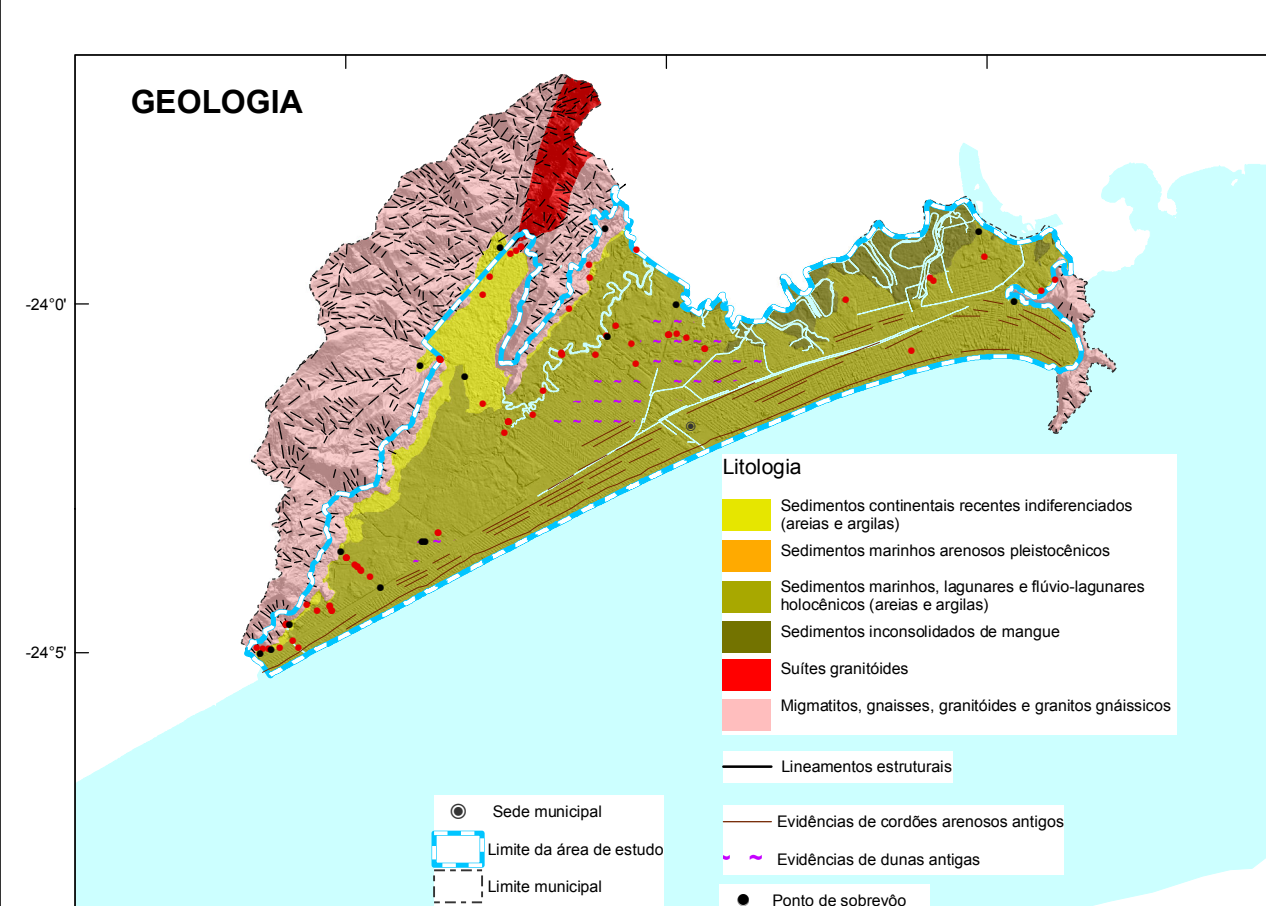 GEOLOGIA
-24°0'
-24°5'
Litologia
Sedimentos continentais recentes indiferenciados
(areias e argilas)
Sedimentos marinhos arenosos pleistocênicos
Sedimentos marinhos, lagunares e flúvio-lagunares
holocênicos (areias e argilas)
Sedimentos inconsolidados de mangue
Suítes granitóides
Migmatitos, gnaisses, granitóides e granitos gnáissicos
Lineamentos estruturais
Evidências de cordões arenosos antigos
Evidências de dunas antigas
Ponto de sobrevôo
Sede municipal
Limite da área de estudo
Limite municipal